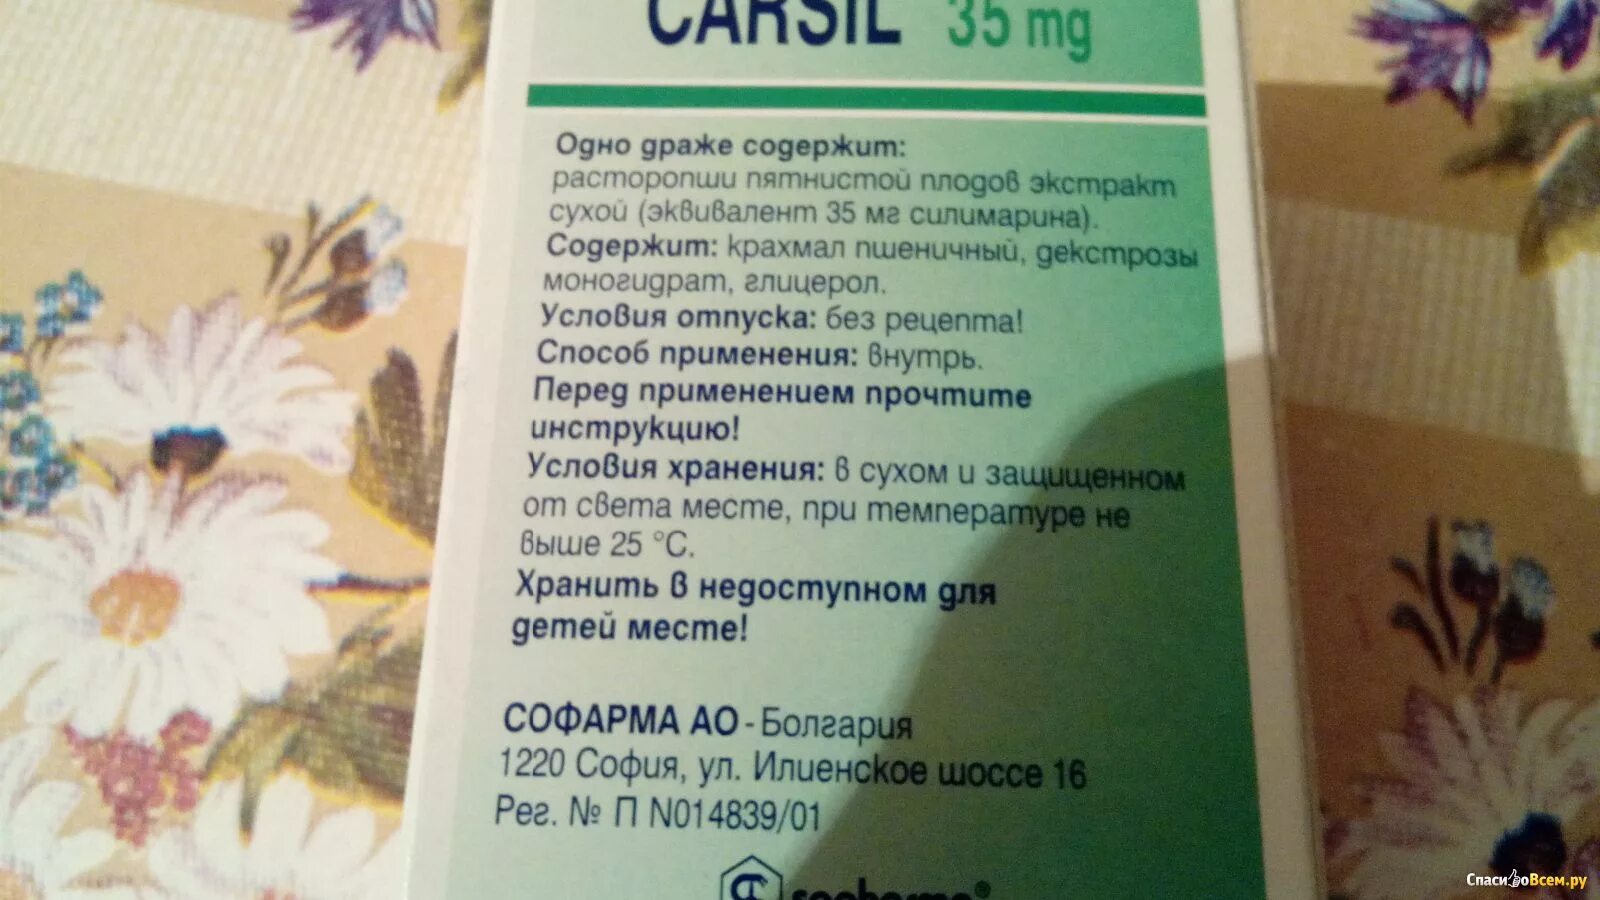 CARSIL 35 mg
Одно драже содержит:
расторопши пятнистой плодов экстракт
сухой (эквивалент 35 мг силимарина).
Содержит: крахмал пшеничный, декстрозы
моногидрат, глицерол.
Условия отпуска: без рецепта!
Способ применения: внутрь.
Перед применением прочтите
инструкцию!
Условия хранения: в сухом и защищенном
от света месте, при температуре не
выше 25 °С.
Хранить в недоступном для
детей месте!
СОФАРМА АО - Болгария
1220 София, ул. Илиенское шоссе 16
Рег. № П N014839/01
sopharma®
СпасибоВсем.ру